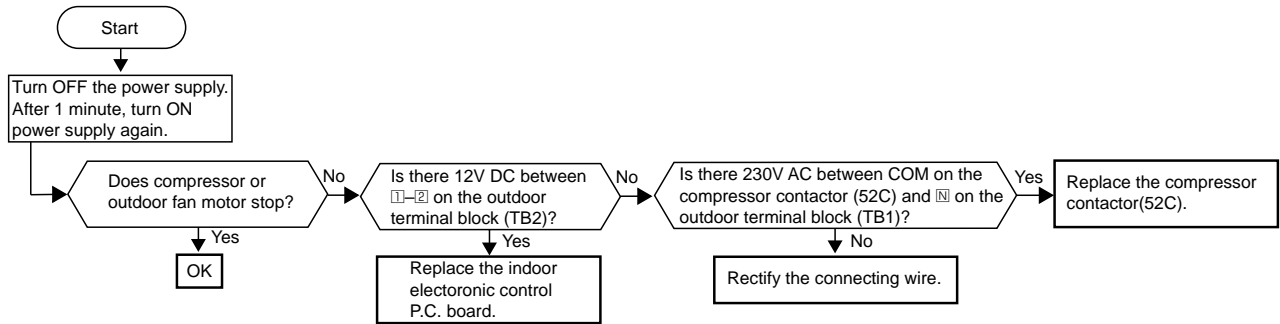 Start
Turn OFF the power supply.
After 1 minute, turn ON
power supply again.
Does compressor or
outdoor fan motor stop?
No
Yes
OK
Is there 12V DC between
1–2 on the outdoor
terminal block (TB2)?
No
Yes
Replace the indoor
electoronic control
P.C. board.
Is there 230V AC between COM on the
compressor contactor (52C) and N on the
outdoor terminal block (TB1)?
Yes
No
Rectify the connecting wire.
Replace the compressor
contactor(52C).